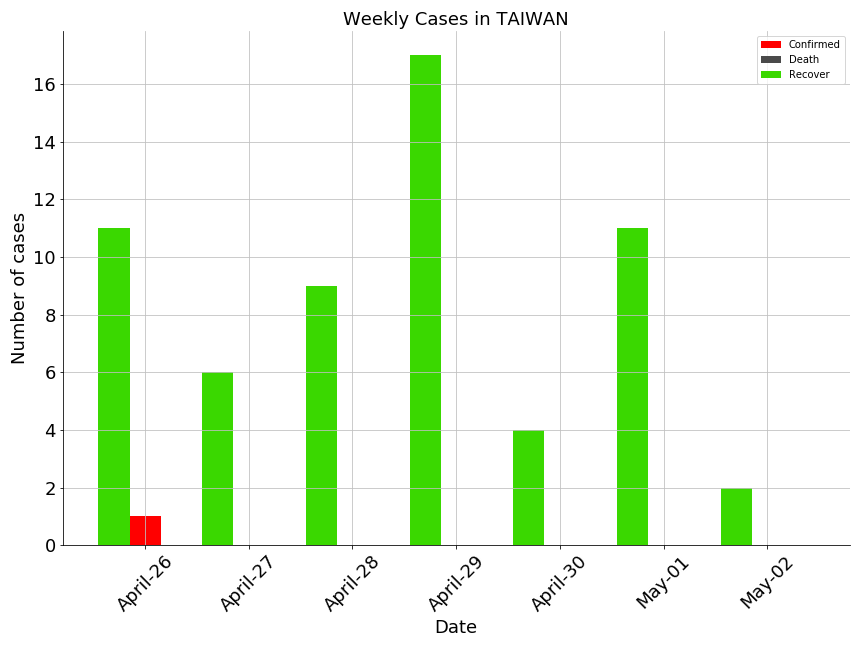 Weekly Cases in TAIWAN
Confirmed
Death
Recover
Number of cases
16
14
12
10
8
6
4
2
0
April-26
April-27
April-28
April-29
April-30
May-01
May-02
Date